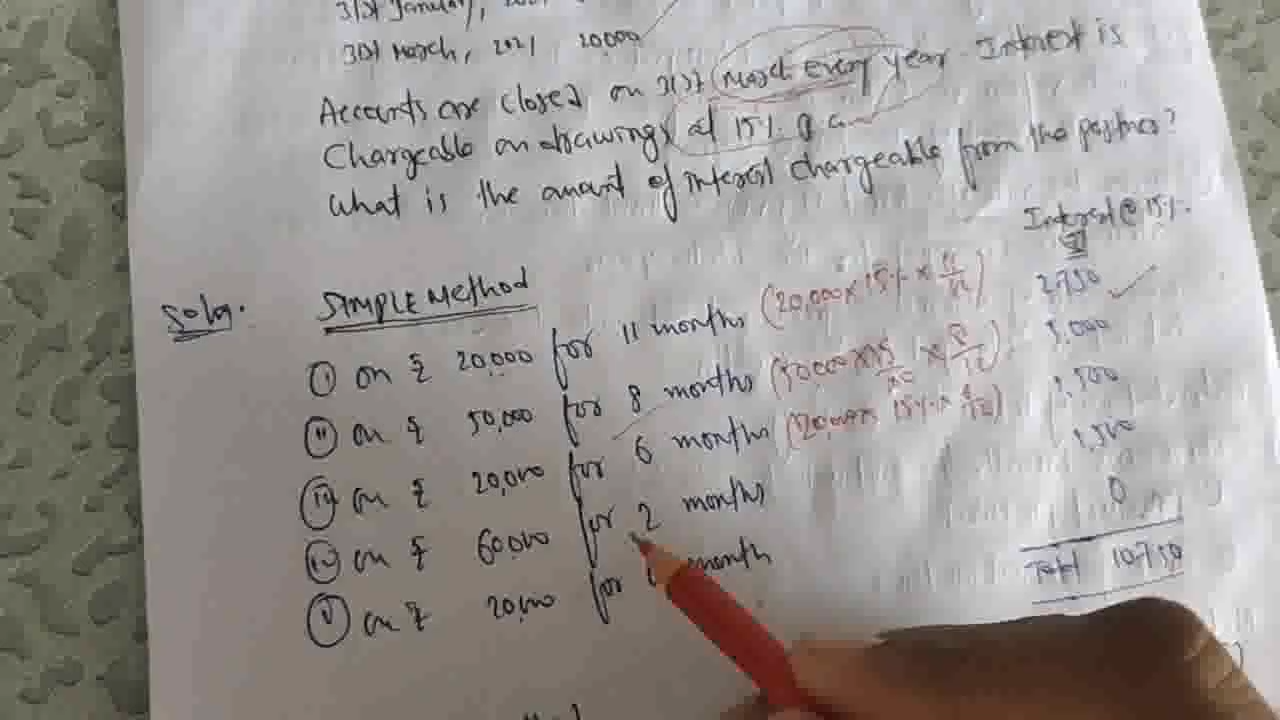 31st January,
31st March, 2021 20,000
Accounts are closed on 31st March every year. Interest is
Chargeable on drawings at 15% p.a
What is the amount of interest chargeable from the partner?
Interest @ 15%.
Soln. SIMPLE Method
(i) on ₹ 20,000 for 11 months (20,000 x 15% x 11/12) 2,750
(ii) on ₹ 50,000 for 8 months (50,000 x 15/100 x 8/12) 5,000
(iii) on ₹ 20,000 for 6 months (20,000 x 15% x 6/12) 1,500
(iv) on ₹ 60,000 for 2 months 1,500
(v) on ₹ 20,000 for month 0
Total 10,750